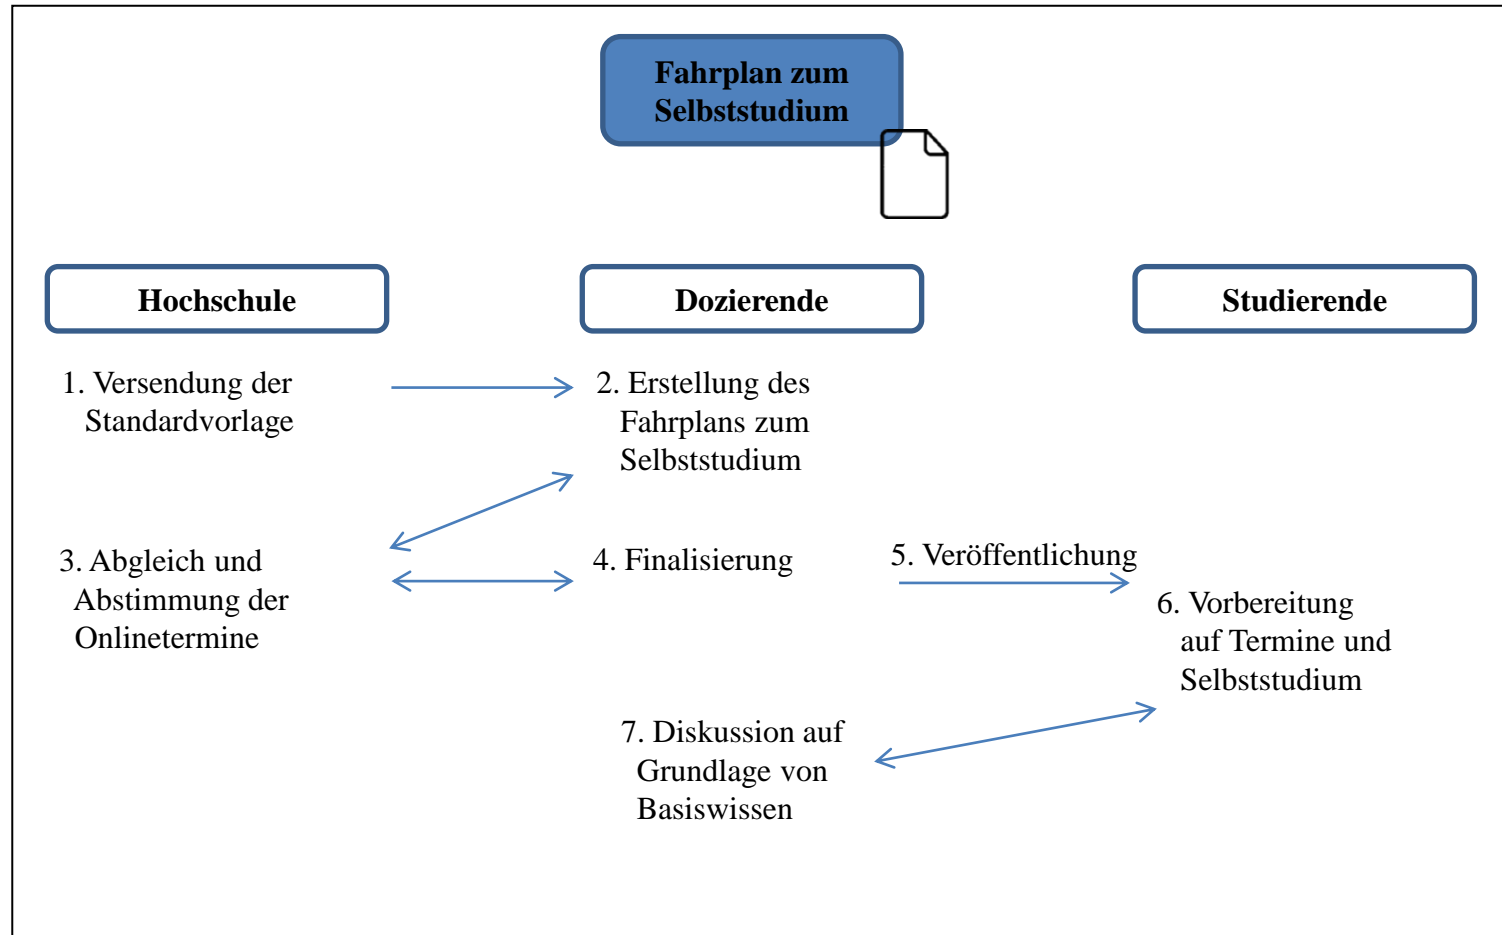 Fahrplan zum
Selbststudium
Hochschule
Dozierende
Studierende
1. Versendung der
Standardvorlage
2. Erstellung des
Fahrplans zum
Selbststudium
3. Abgleich und
Abstimmung der
Onlinetermine
4. Finalisierung
5. Veröffentlichung
6. Vorbereitung
auf Termine und
Selbststudium
7. Diskussion auf
Grundlage von
Basiswissen